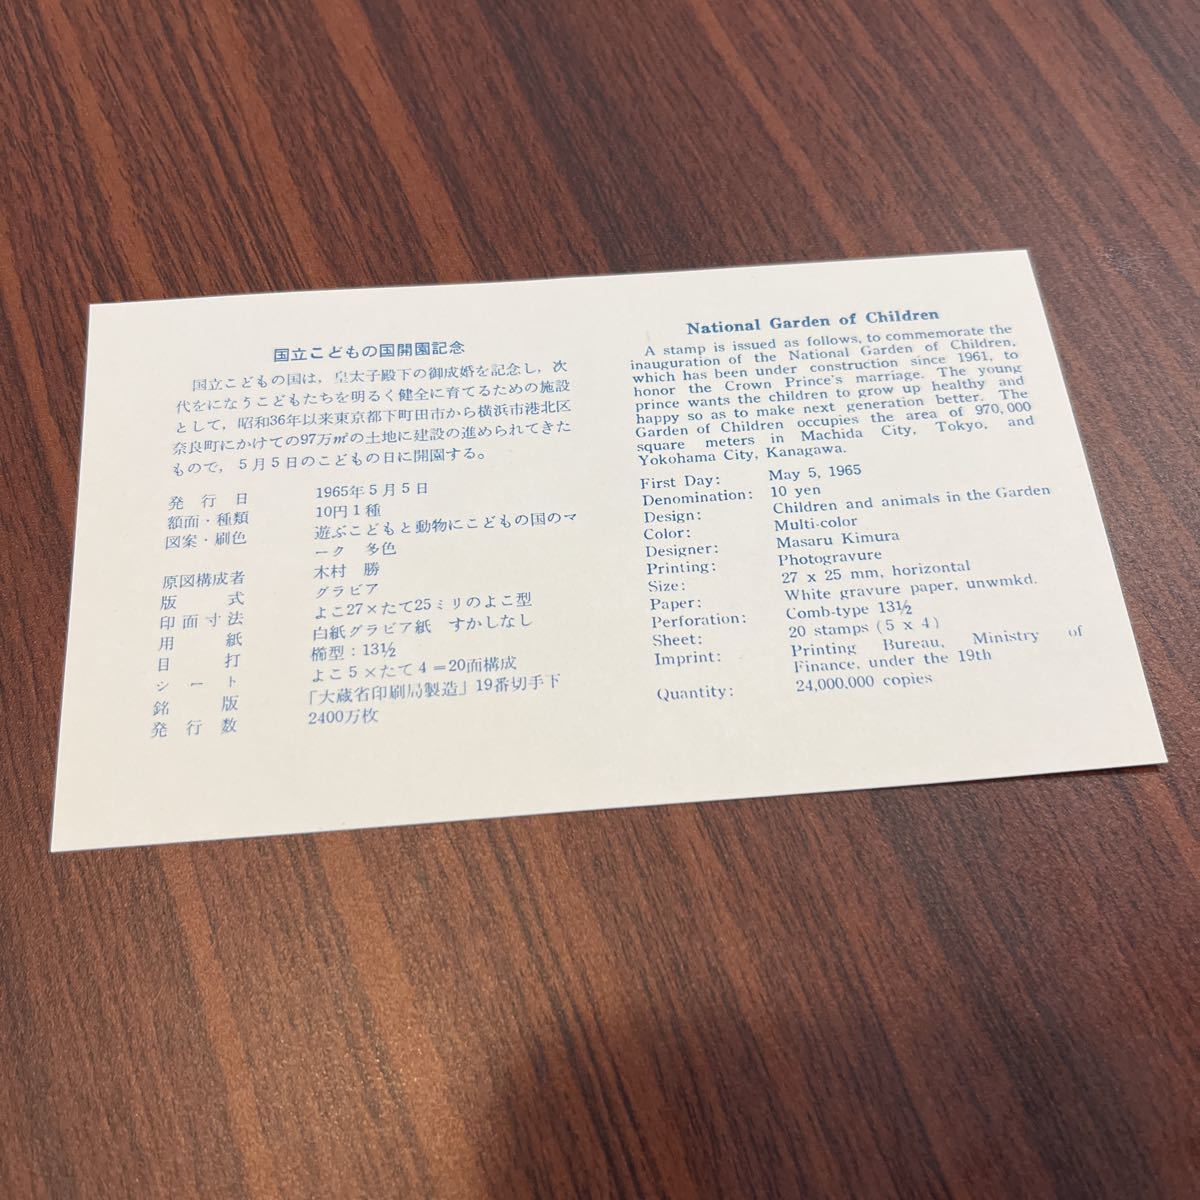 国立こどもの国開園記念
国立こどもの国は，皇太子殿下の御成婚を記念し，次
代をになうこどもたちを明るく健全に育てるための施設
として，昭和36年以来東京都下町田市から横浜市港北区
奈良町にかけての97万㎡の土地に建設の進められてきた
もので，５月５日のこどもの日に開園する。
発行日 1965年５月５日
額面・種類 10円１種
図案・刷色 遊ぶこどもと動物にこどもの国のマ
ーク 多色
原図構成者 木村 勝
版式 グラビア
印面寸法 よこ27×たて25ミリのよこ型
用紙 白紙グラビア紙 すかしなし
目打 櫛型：13½
シート よこ５×たて４＝20面構成
銘版 「大蔵省印刷局製造」19番切手下
発行数 2400万枚
National Garden of Children
A stamp is issued as follows, to commemorate the
inauguration of the National Garden of Children,
which has been under construction since 1961, to
honor the Crown Prince's marriage. The young
prince wants the children to grow up healthy and
happy so as to make next generation better. The
Garden of Children occupies the area of 970,000
square meters in Machida City, Tokyo, and
Yokohama City, Kanagawa.
First Day: May 5, 1965
Denomination: 10 yen
Design: Children and animals in the Garden
Color: Multi-color
Designer: Masaru Kimura
Printing: Photogravure
Size: 27 x 25 mm, horizontal
Paper: White gravure paper, unwmkd.
Perforation: Comb-type 13½
Sheet: 20 stamps (5 x 4)
Imprint: Printing Bureau, Ministry of
Finance, under the 19th
Quantity: 24,000,000 copies